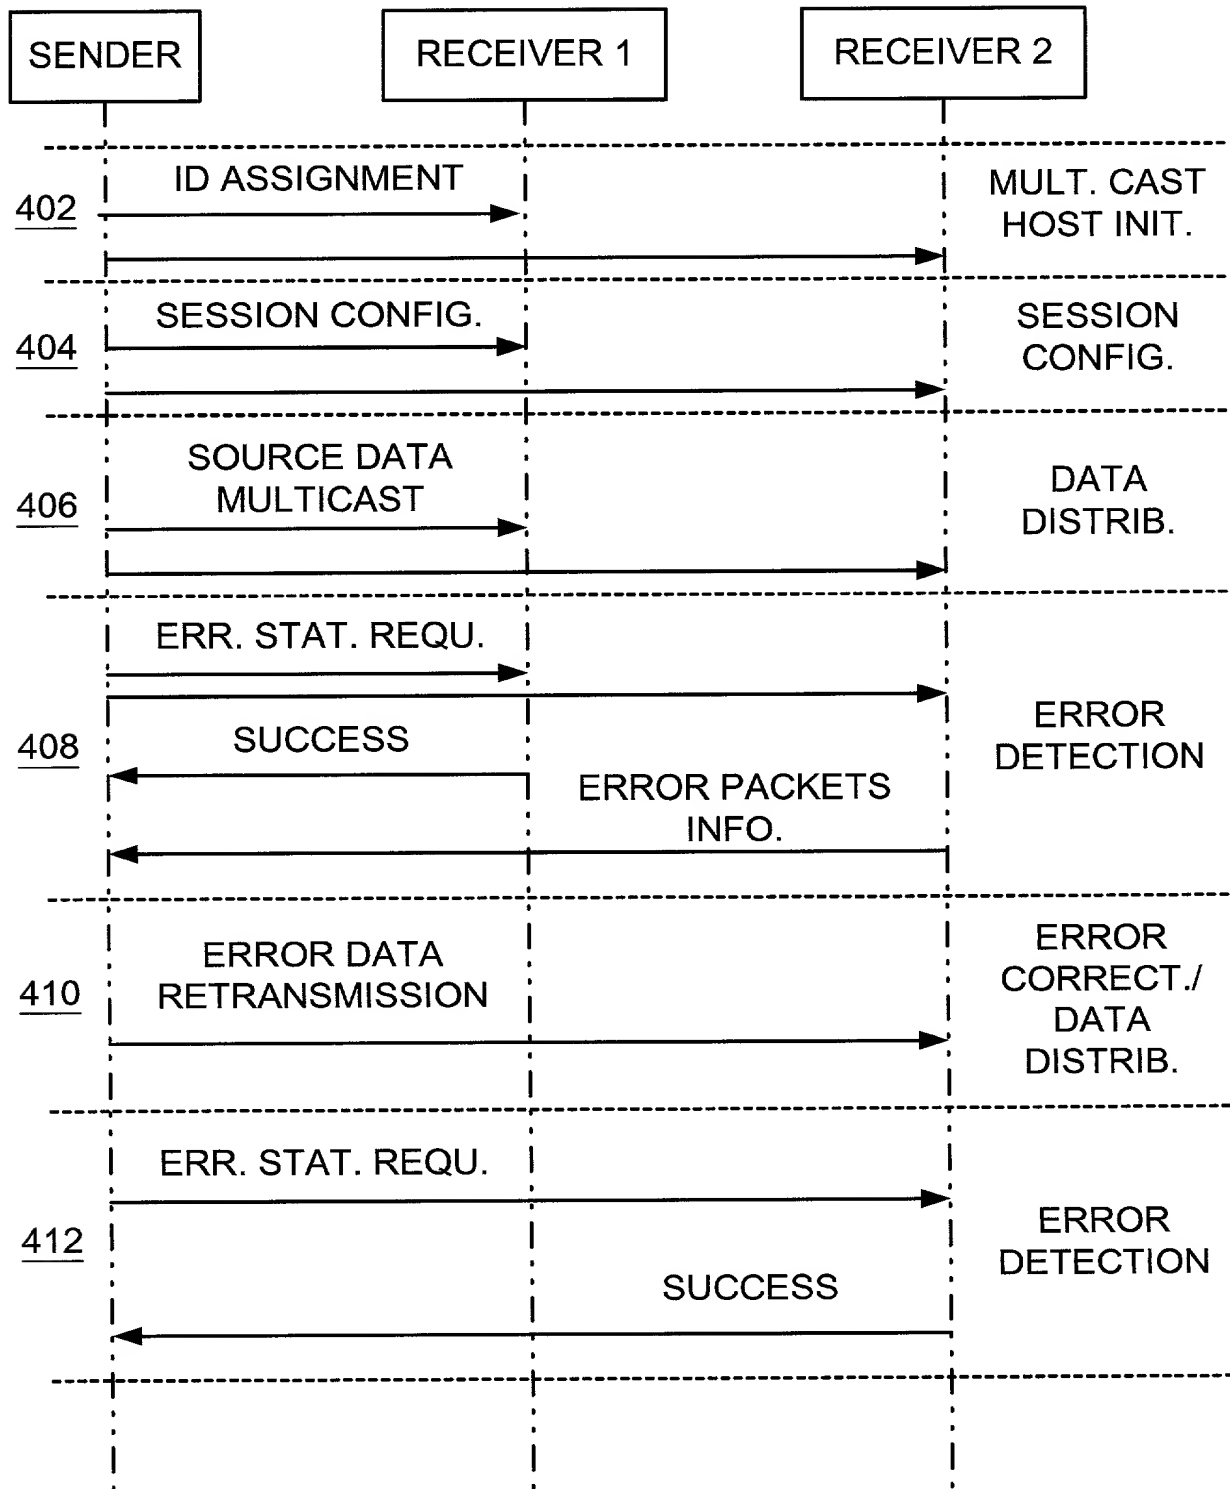 SENDER
RECEIVER 1
RECEIVER 2
ID ASSIGNMENT
402
MULT. CAST
HOST INIT.
SESSION CONFIG.
404
SESSION
CONFIG.
SOURCE DATA
MULTICAST
406
DATA
DISTRIB.
ERR. STAT. REQU.
408
SUCCESS
ERROR PACKETS
INFO.
ERROR
DETECTION
ERROR DATA
RETRANSMISSION
410
ERROR
CORRECT./
DATA
DISTRIB.
ERR. STAT. REQU.
412
SUCCESS
ERROR
DETECTION